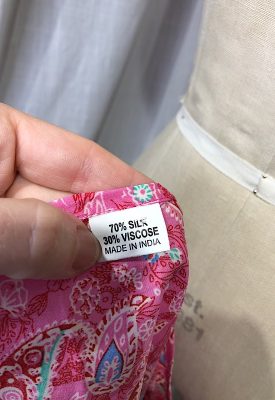 70% SILK
30% VISCOSE
MADE IN INDIA